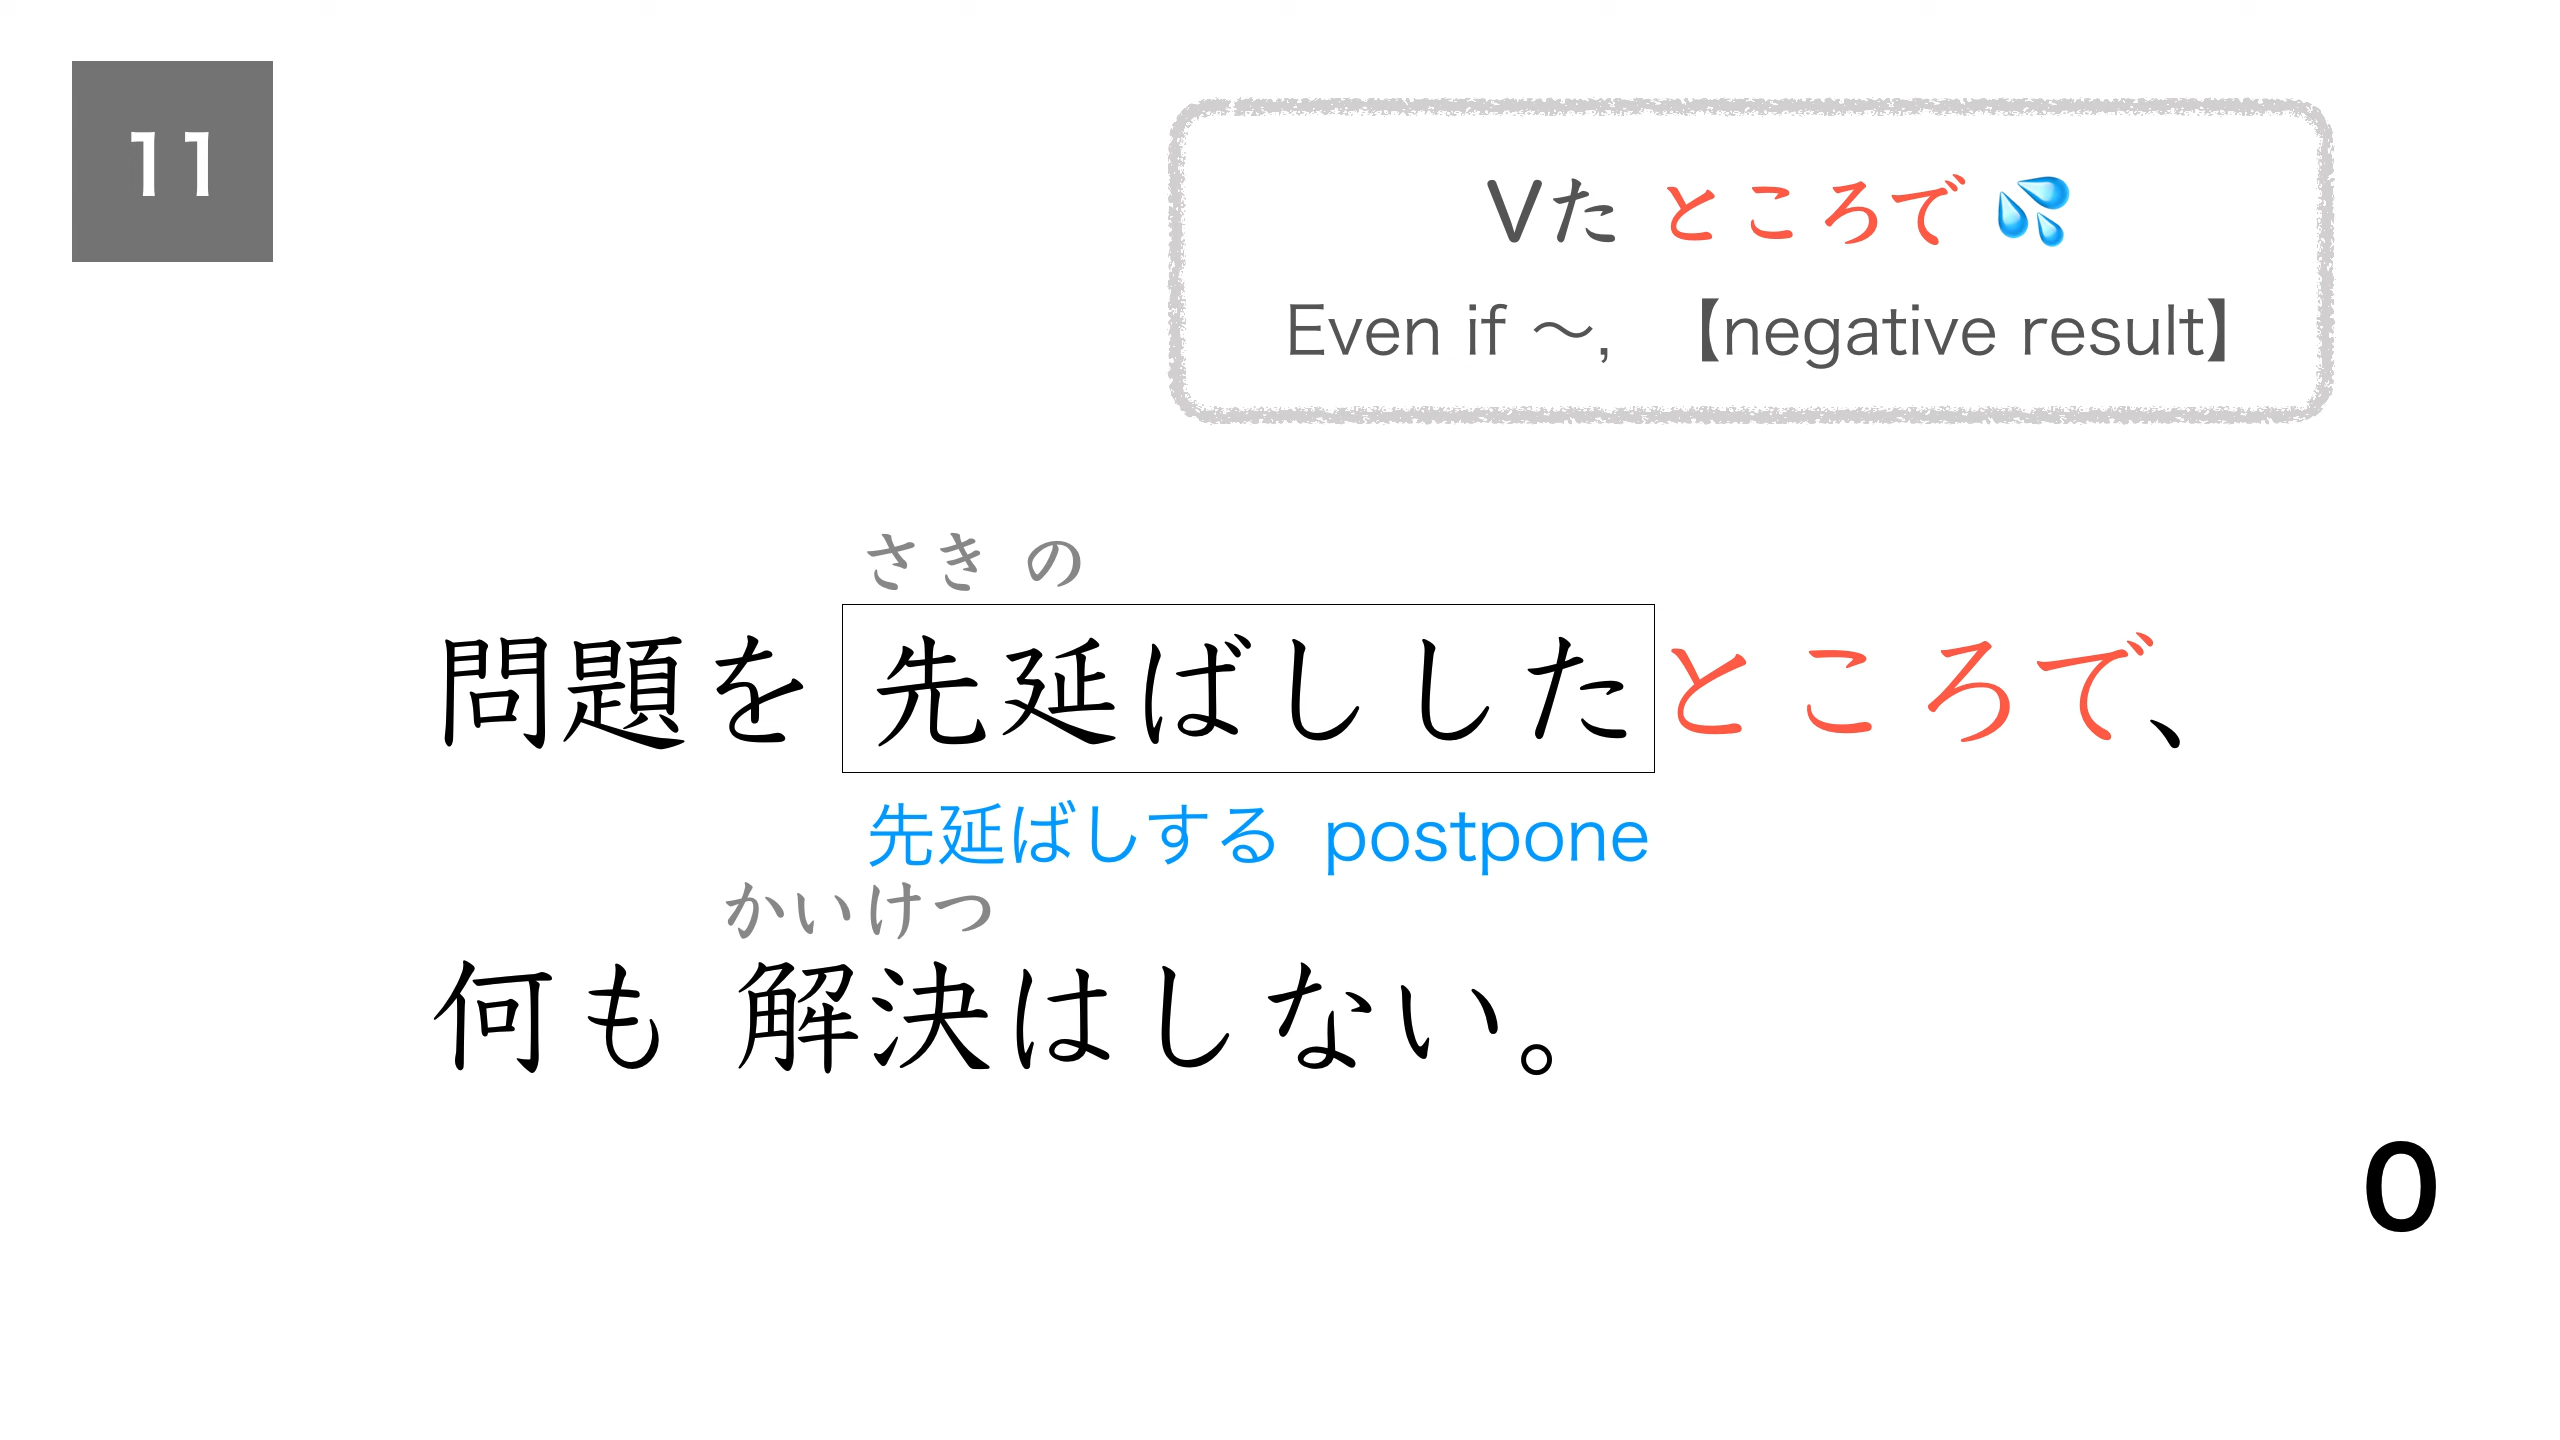 11
Vた ところで 💦
Even if 〜, 【negative result】
さき の
問題を 先延ばししたところで、
先延ばしする postpone
かいけつ
何も 解決はしない。
0